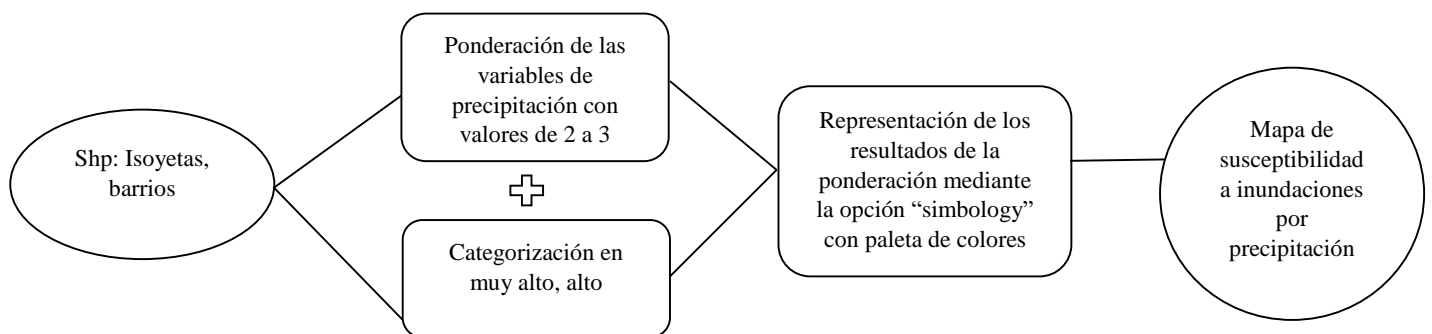 Shp: Isoyetas,
barrios
Ponderación de las
variables de
precipitación con
valores de 2 a 3
Categorización en
muy alto, alto
Representación de los
resultados de la
ponderación mediante
la opción “simbology”
con paleta de colores
Mapa de
susceptibilidad
a inundaciones
por
precipitación